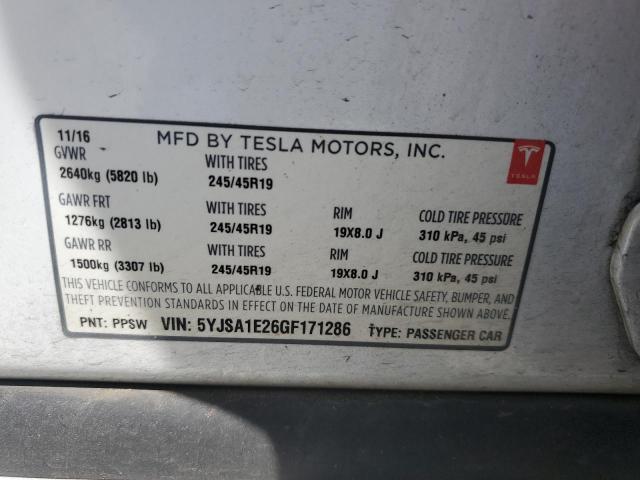 11/16 MFD BY TESLA MOTORS, INC.
TESLA
GVWR WITH TIRES
2640kg (5820 lb) 245/45R19
GAWR FRT WITH TIRES RIM COLD TIRE PRESSURE
1276kg (2813 lb) 245/45R19 19X8.0 J 310 kPa, 45 psi
GAWR RR WITH TIRES RIM COLD TIRE PRESSURE
1500kg (3307 lb) 245/45R19 19X8.0 J 310 kPa, 45 psi
THIS VEHICLE CONFORMS TO ALL APPLICABLE U.S. FEDERAL MOTOR VEHICLE SAFETY, BUMPER, AND
THEFT PREVENTION STANDARDS IN EFFECT ON THE DATE OF MANUFACTURE SHOWN ABOVE.
PNT: PPSW VIN: 5YJSA1E26GF171286 TYPE: PASSENGER CAR